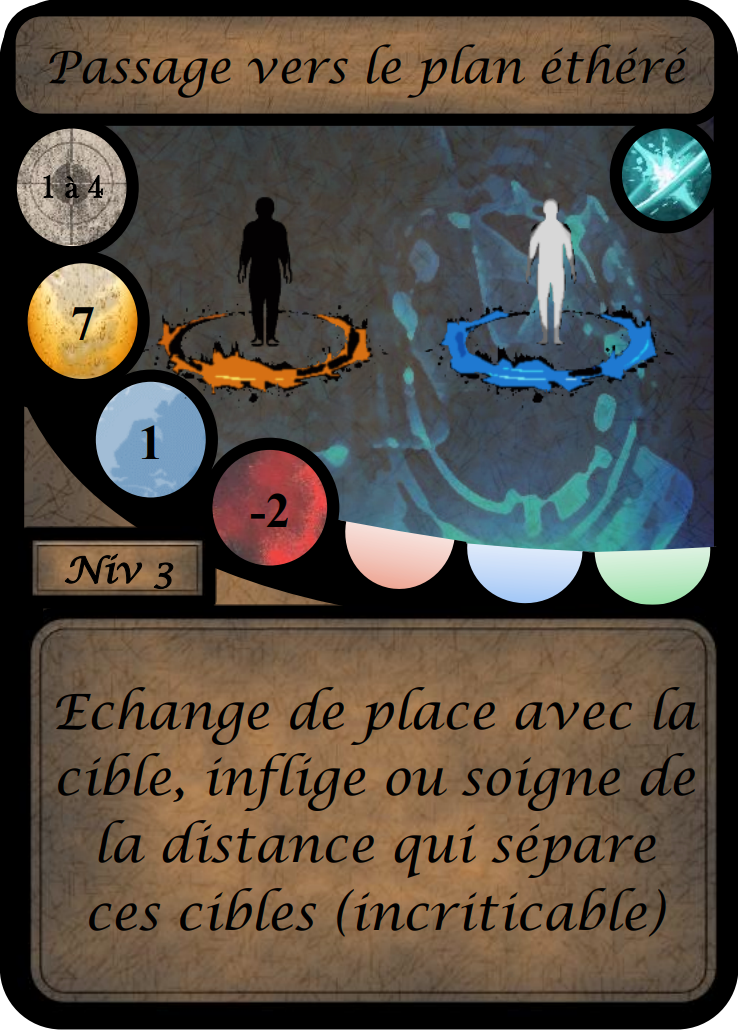 Passage vers le plan éthéré
1 à 4
7
1
-2
Niv 3
Echange de place avec la
cible, inflige ou soigne de
la distance qui sépare
ces cibles (incriticable)